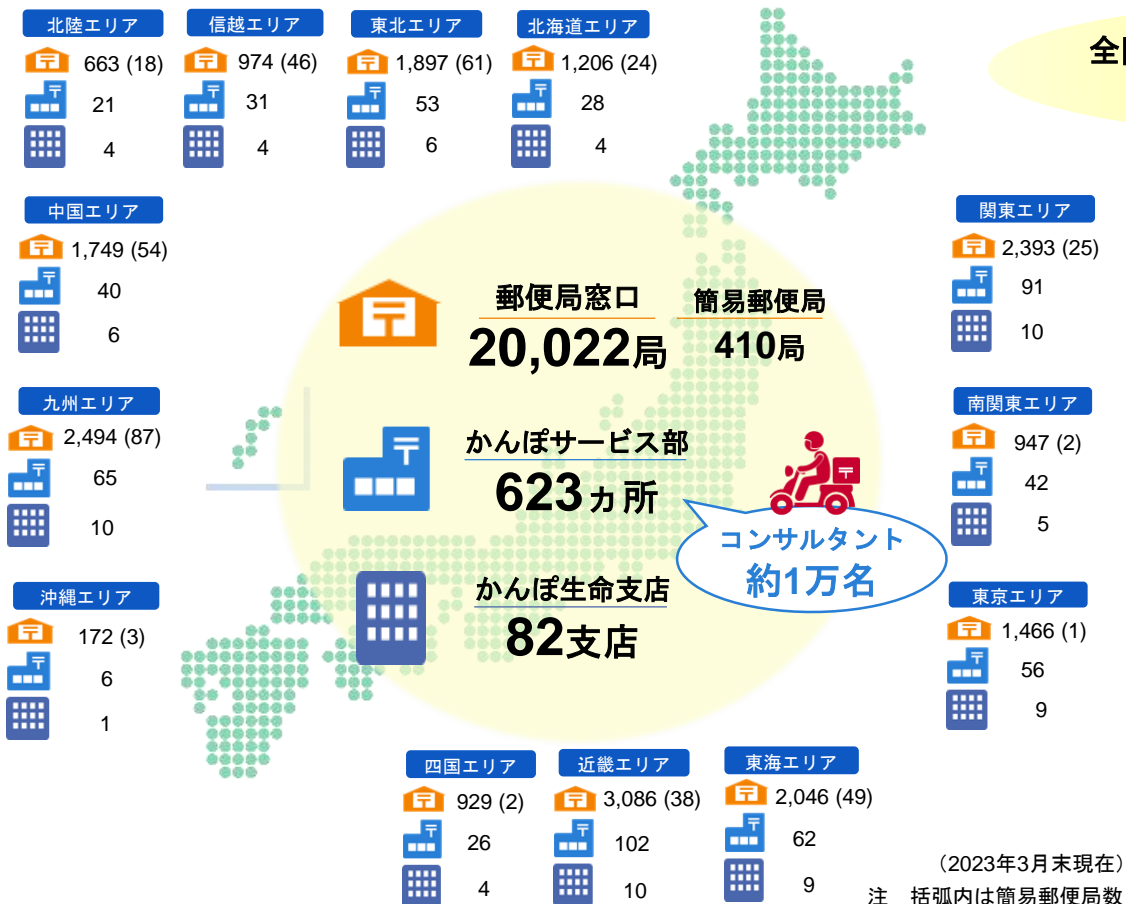 北陸エリア
663 (18)
21
4
信越エリア
974 (46)
31
4
東北エリア
1,897 (61)
53
6
北海道エリア
1,206 (24)
28
4
全
中国エリア
1,749 (54)
40
6
関東エリア
2,393 (25)
91
10
郵便局窓口
20,022局
簡易郵便局
410局
九州エリア
2,494 (87)
65
10
南関東エリア
947 (2)
42
5
かんぽサービス部
623ヵ所
コンサルタント
約1万名
かんぽ生命支店
82支店
沖縄エリア
172 (3)
6
1
東京エリア
1,466 (1)
56
9
四国エリア
929 (2)
26
4
近畿エリア
3,086 (38)
102
10
東海エリア
2,046 (49)
62
9
（2023年3月末現在）
注 括弧内は簡易郵便局数